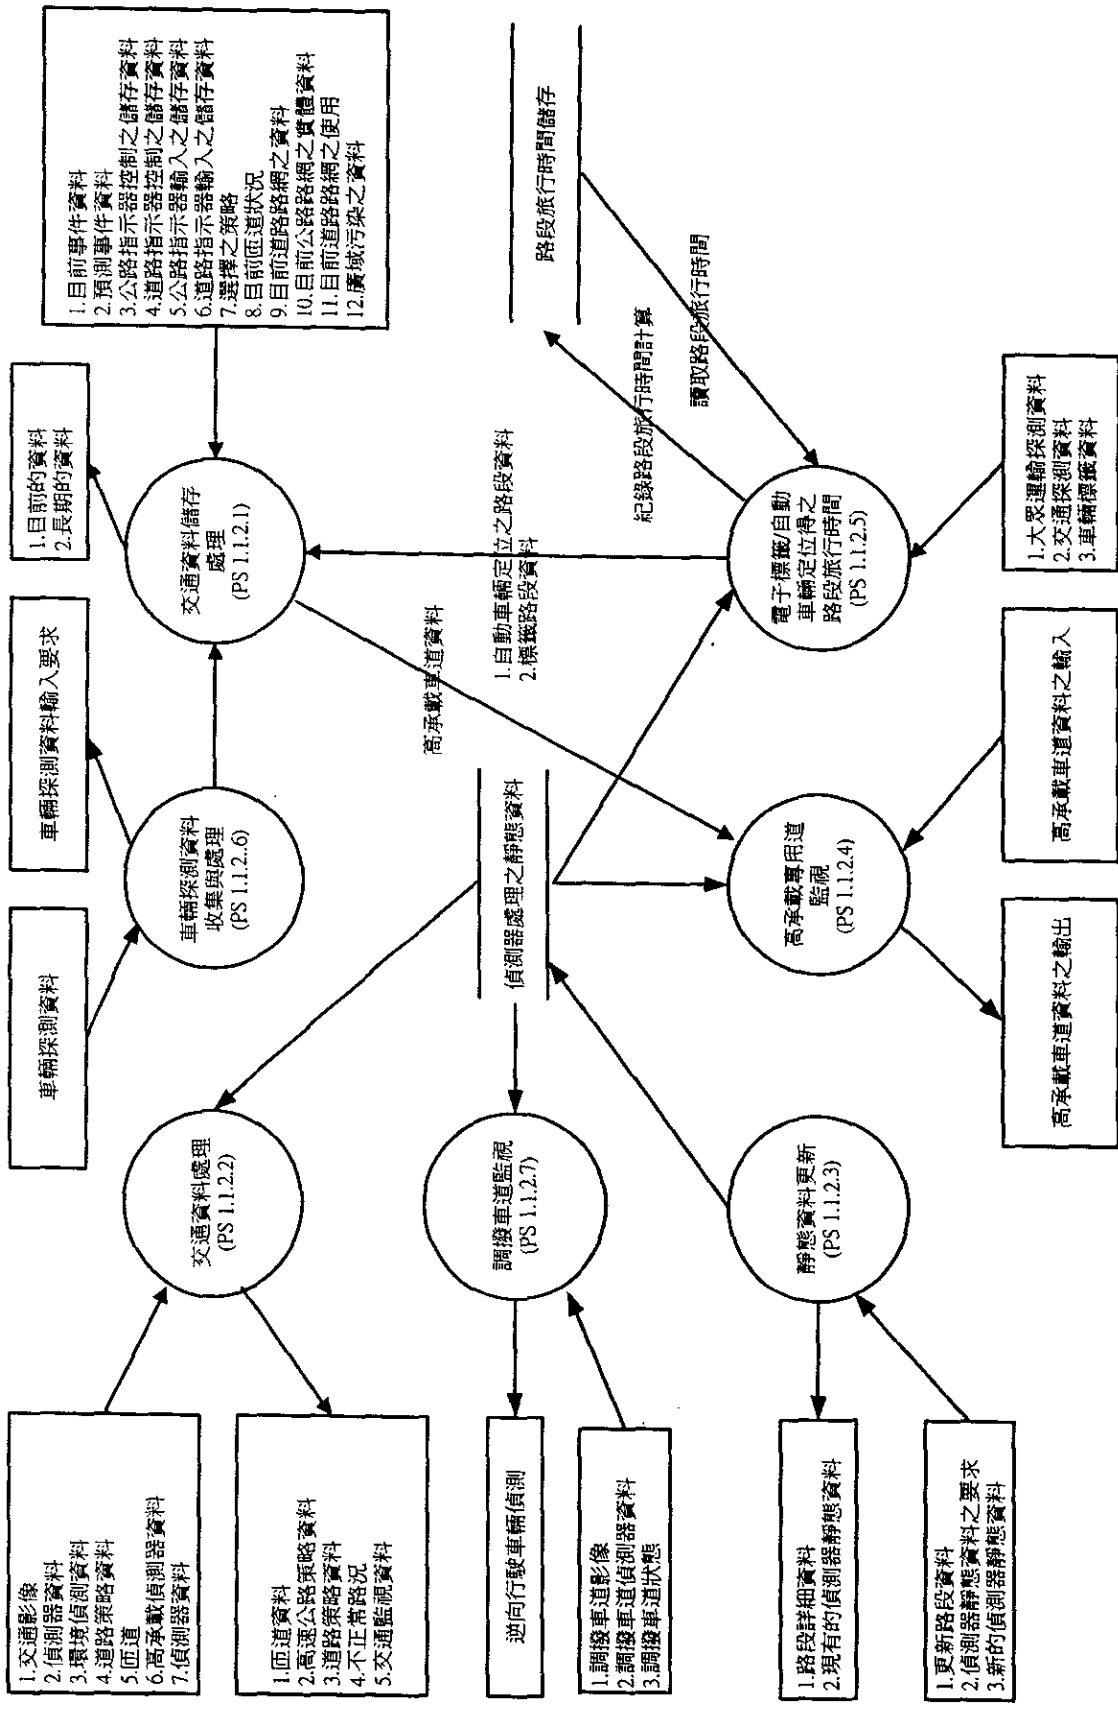 1.交通影像
2.偵測器資料
3.環境偵測資料
4.道路策略資料
5.匝道
6.高承載偵測器資料
7.偵測器資料
1.匝道資料
2.高速公路策略資料
3.道路策略資料
4.不正常路況
5.交通監視資料
逆向行駛車輛偵測
1.調撥車道影像
2.調撥車道偵測器資料
3.調撥車道狀態
1.路段詳細資料
2.現有的偵測器靜態資料
1.更新路段資料
2.偵測器靜態資料之要求
3.新的偵測器靜態資料
交通資料處理
(PS 1.1.2.2)
調撥車道監視
(PS 1.1.2.7)
靜態資料更新
(PS 1.1.2.3)
車輛探測資料
車輛探測資料輸入要求
車輛探測資料
收集與處理
(PS 1.1.2..6)
偵測器處理之靜態資料
高承載專用道
監視
(PS 1.1.2.4)
高承載車道資料之輸出
高承載車道資料之輸入
1.目前的資料
2.長期的資料
交通資料儲存
處理
(PS 1.1.2.1)
高承載車道資料
1.自動車輛定位之路段資料
2.標籤路段資料
電子標籤/自動
車輛定位得之
路段旅行時間
(PS 1.1.2.5)
1.大眾運輸探測資料
2.交通探測資料
3.車輛標籤資料
1.目前事件資料
2.預測事件資料
3.公路指示器控制之儲存資料
4.道路指示器控制之儲存資料
5.公路指示器輸入之儲存資料
6.道路指示器輸入之儲存資料
7.選擇之策略
8.目前匝道狀況
9.目前道路路網之資料
10.目前公路路網之實體資料
11.目前道路路網之使用
12.廣域污染之資料
路段旅行時間儲存
紀錄路段旅行時間計算
讀取路段旅行時間